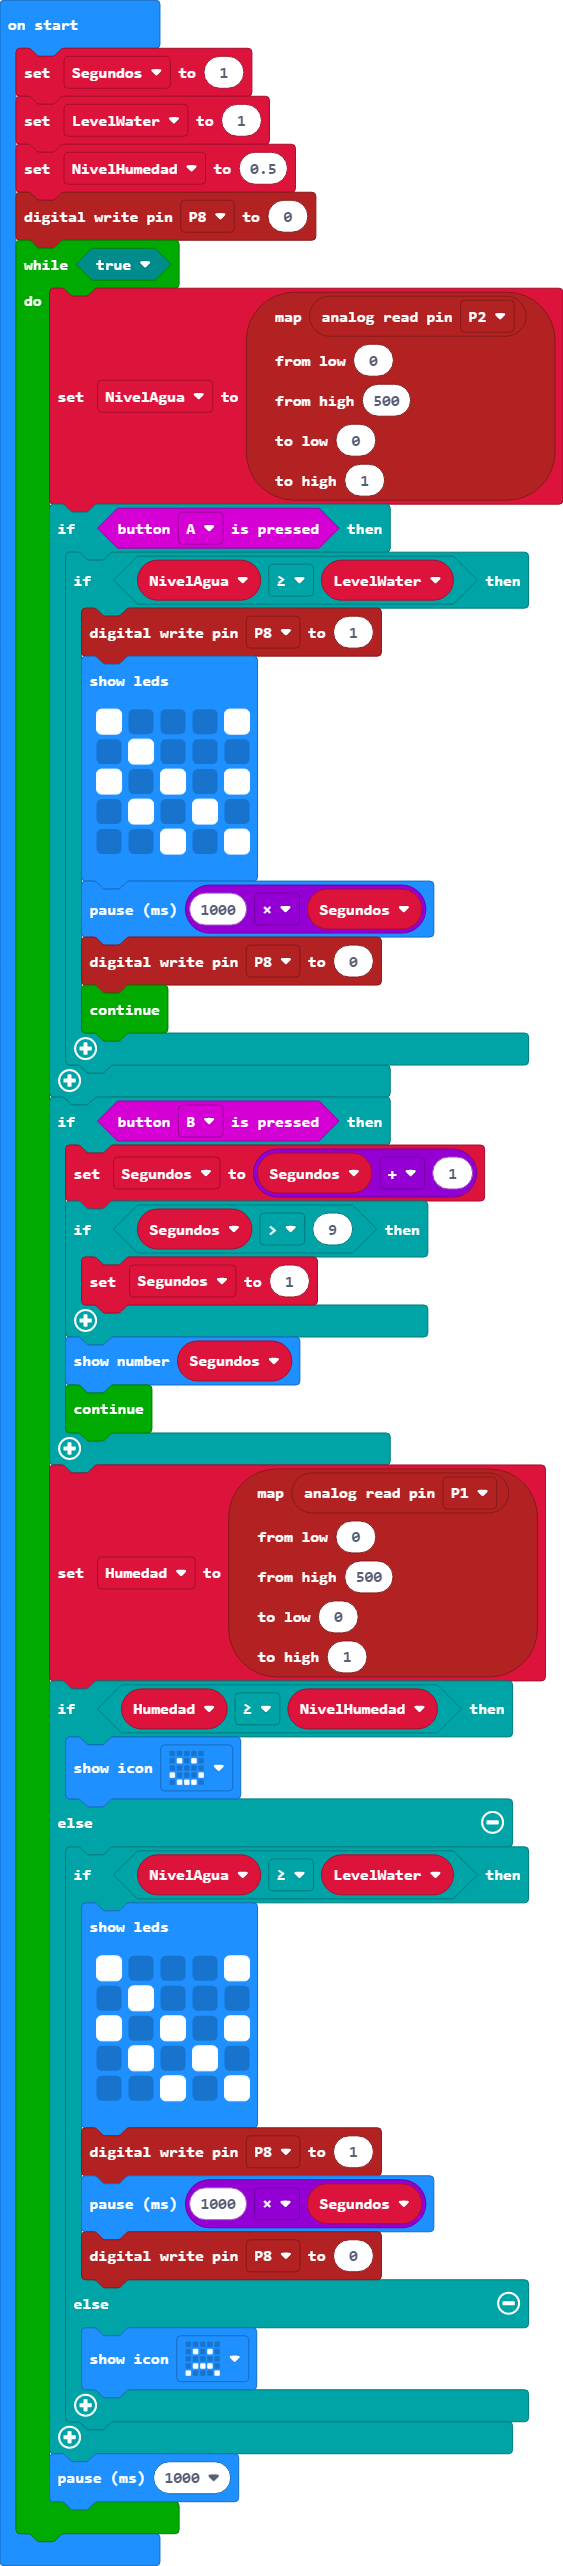 on start
set Segundos to 1
set LevelWater to 1
set NivelHumedad to 0.5
digital write pin P8 to 0
while true
do
map analog read pin P2
from low 0
from high 500
set NivelAgua to
to low 0
to high 1
if button A is pressed then
if NivelAgua ≥ LevelWater then
digital write pin P8 to 1
show leds
pause (ms) 1000 × Segundos
digital write pin P8 to 0
continue
if button B is pressed then
set Segundos to Segundos + 1
if Segundos > 9 then
set Segundos to 1
show number Segundos
continue
map analog read pin P1
from low 0
from high 500
set Humedad to
to low 0
to high 1
if Humedad ≥ NivelHumedad then
show icon
else
if NivelAgua ≥ LevelWater then
show leds
digital write pin P8 to 1
pause (ms) 1000 × Segundos
digital write pin P8 to 0
else
show icon
pause (ms) 1000